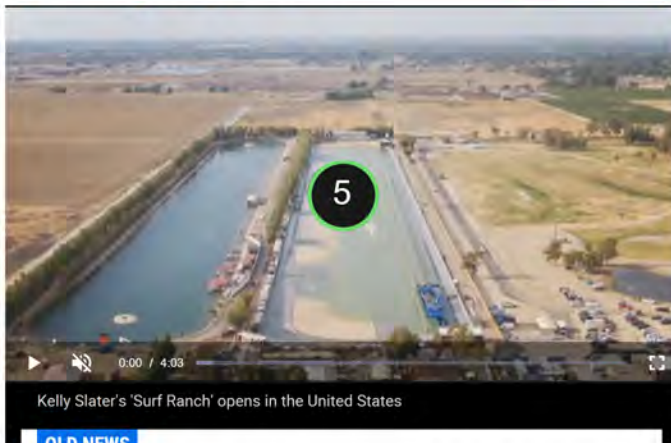 5
0:00 / 4:03
Kelly Slater's 'Surf Ranch' opens in the United States
OLD NEWS